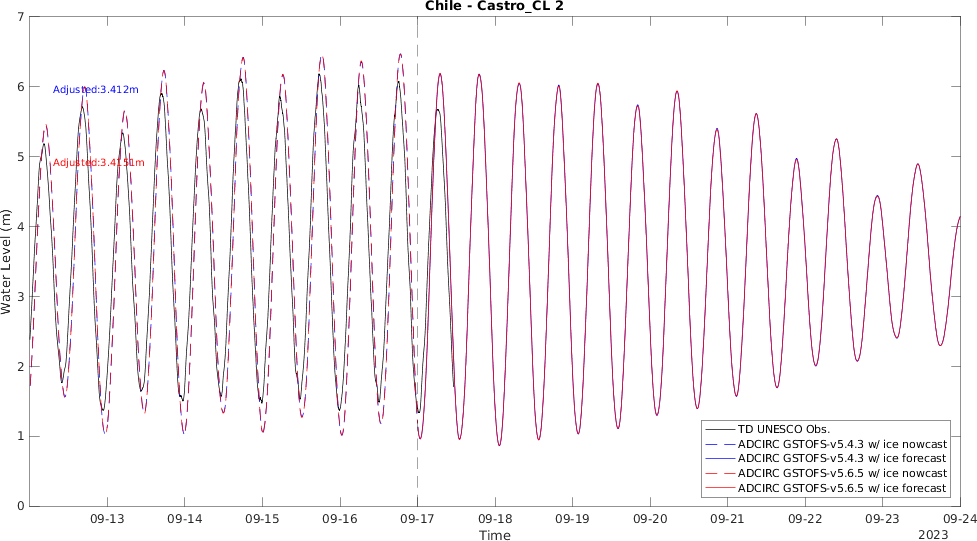 Chile - Castro_CL 2
7
6
5
4
3
2
1
0
Water Level (m)
Adjusted:3.412m
Adjusted:3.4151m
TD UNESCO Obs.
ADCIRC GSTOFS-v5.4.3 w/ ice nowcast
ADCIRC GSTOFS-v5.4.3 w/ ice forecast
ADCIRC GSTOFS-v5.6.5 w/ ice nowcast
ADCIRC GSTOFS-v5.6.5 w/ ice forecast
09-13 09-14 09-15 09-16 09-17 09-18 09-19 09-20 09-21 09-22 09-23 09-24
Time
2023